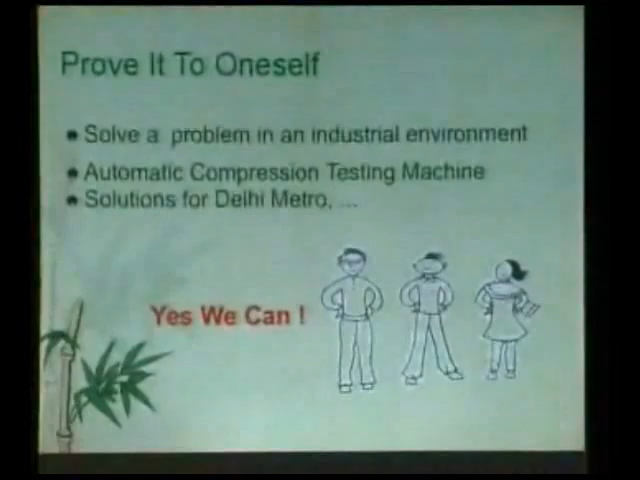 Prove It To Oneself
• Solve a problem in an industrial environment
• Automatic Compression Testing Machine
• Solutions for Delhi Metro, ...
Yes We Can !